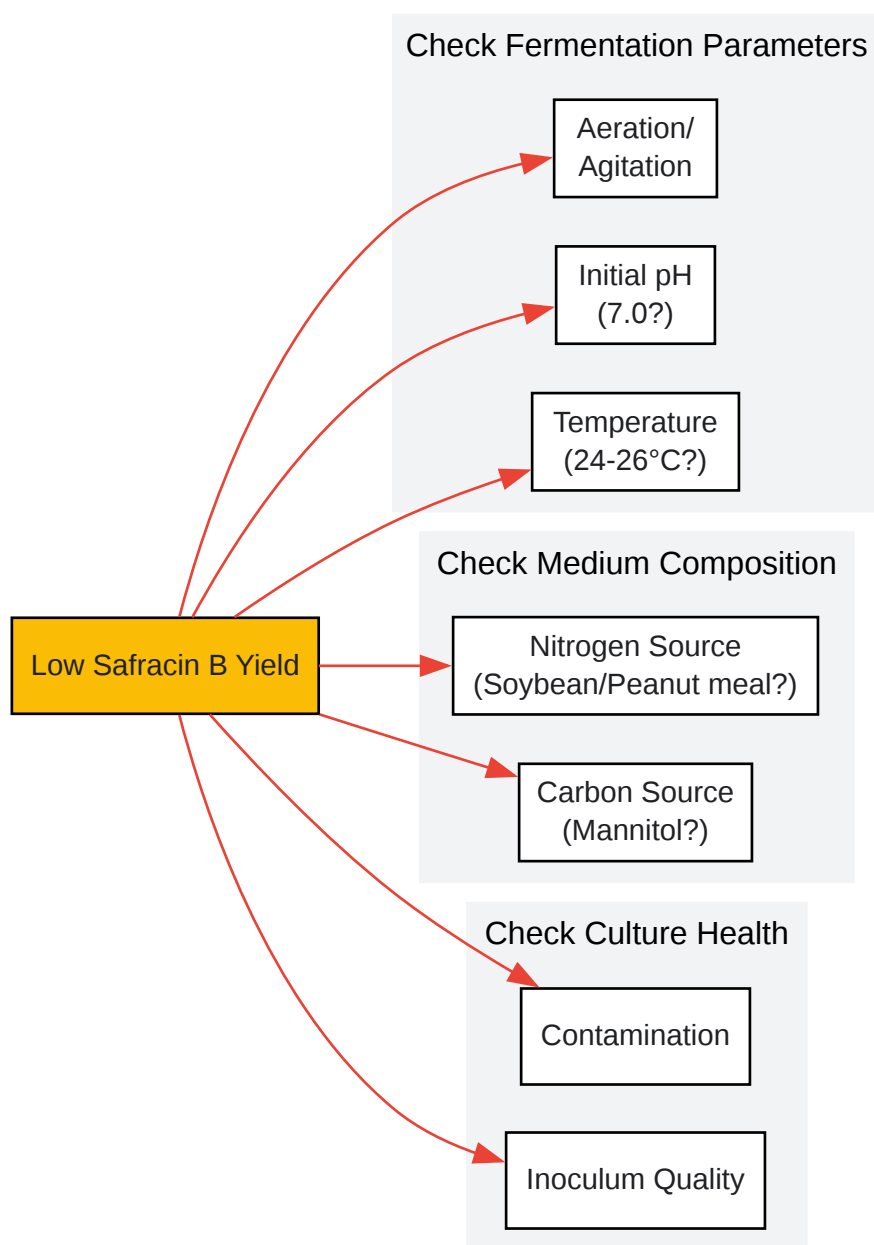 Check Fermentation Parameters
Aeration/
Agitation
Initial pH
(7.0?)
Temperature
(24-26°C?)
Check Medium Composition
Low Safracin B Yield
Nitrogen Source
(Soybean/Peanut meal?)
Carbon Source
(Mannitol?)
Check Culture Health
Contamination
Inoculum Quality